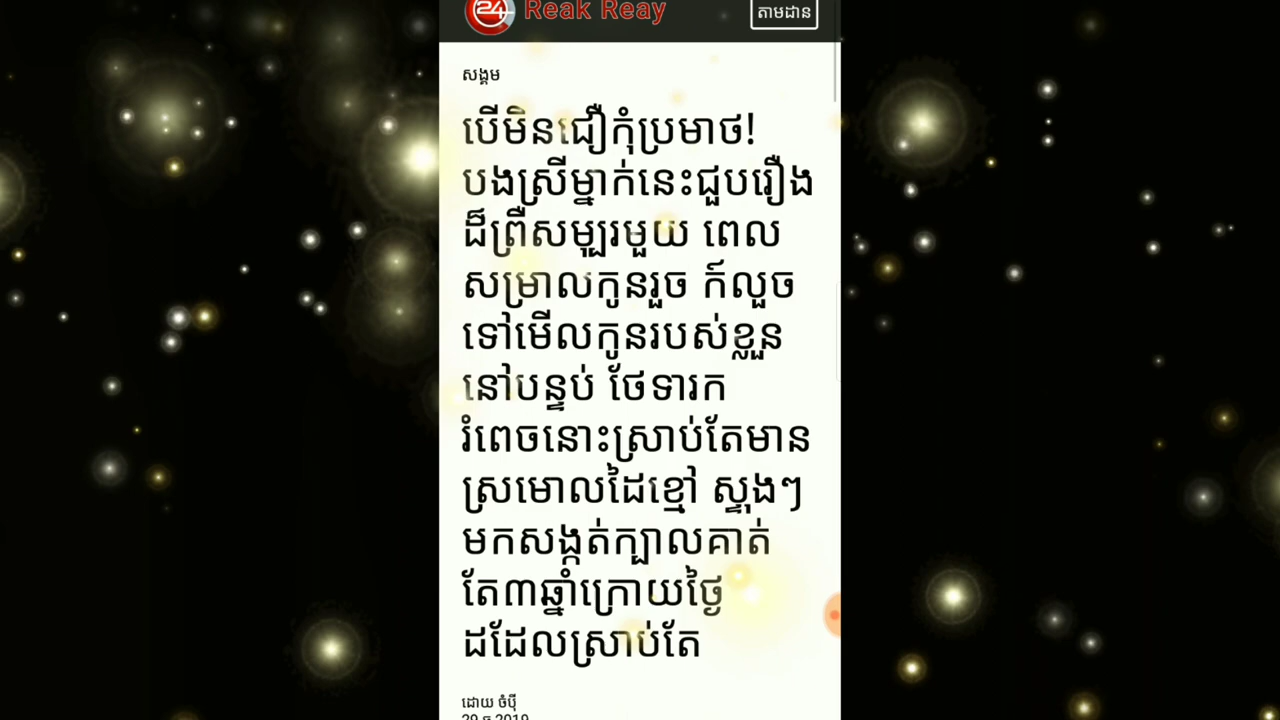 24
Reak Reay
តាមដាន
សង្គម
បើមិនជឿកុំប្រមាថ!
បងស្រីម្នាក់នេះជួបរឿង
ដ៏ព្រឺសម្បុរមួយ ពេល
សម្រាលកូនរួច ក៍លួច
ទៅមើលកូនរបស់ខ្លួន
នៅបន្ទប់ ថែទារក
រំពេចនោះស្រាប់តែមាន
ស្រមោលដៃខ្មៅ ស្ទុងៗ
មកសង្កត់ក្បាលគាត់
តែ៣ឆ្នាំក្រោយថ្ងៃ
ដដែលស្រាប់តែ
ដោយ ចំប៉ី